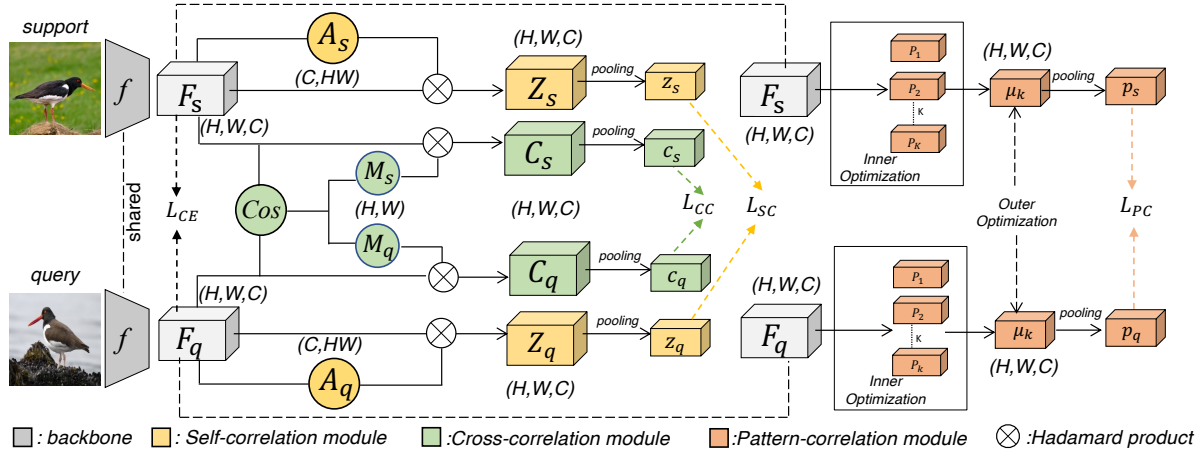 support
f
F_s
(H,W,C)
A_s
(C,HW)
(H,W,C)
Z_s
pooling
z_s
C_s
pooling
c_s
M_s
(H,W)
M_q
Cos
shared
L_CE
(H,W,C)
L_CC
L_SC
query
f
(H,W,C)
F_q
(C,HW)
A_q
C_q
pooling
c_q
Z_q
pooling
z_q
(H,W,C)
F_s
(H,W,C)
P_1
P_2
K
P_K
Inner
Optimization
(H,W,C)
μ_k
pooling
p_s
Outer
Optimization
L_PC
(H,W,C)
F_q
P_1
P_2
K
P_k
Inner
Optimization
μ_k
(H,W,C)
pooling
p_q
: backbone
: Self-correlation module
:Cross-correlation module
:Pattern-correlation module
:Hadamard product